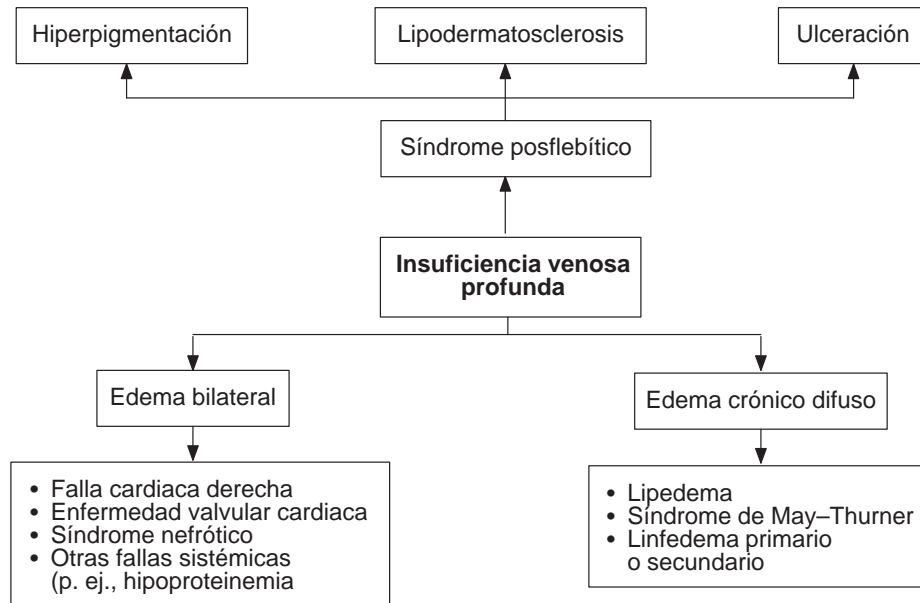 Hiperpigmentación
Lipodermatosclerosis
Ulceración
Síndrome posflebítico
Insuficiencia venosa
profunda
Edema bilateral
Edema crónico difuso
• Falla cardiaca derecha
• Enfermedad valvular cardiaca
• Síndrome nefrótico
• Otras fallas sistémicas
(p. ej., hipoproteinemia
• Lipedema
• Síndrome de May–Thurner
• Linfedema primario
o secundario